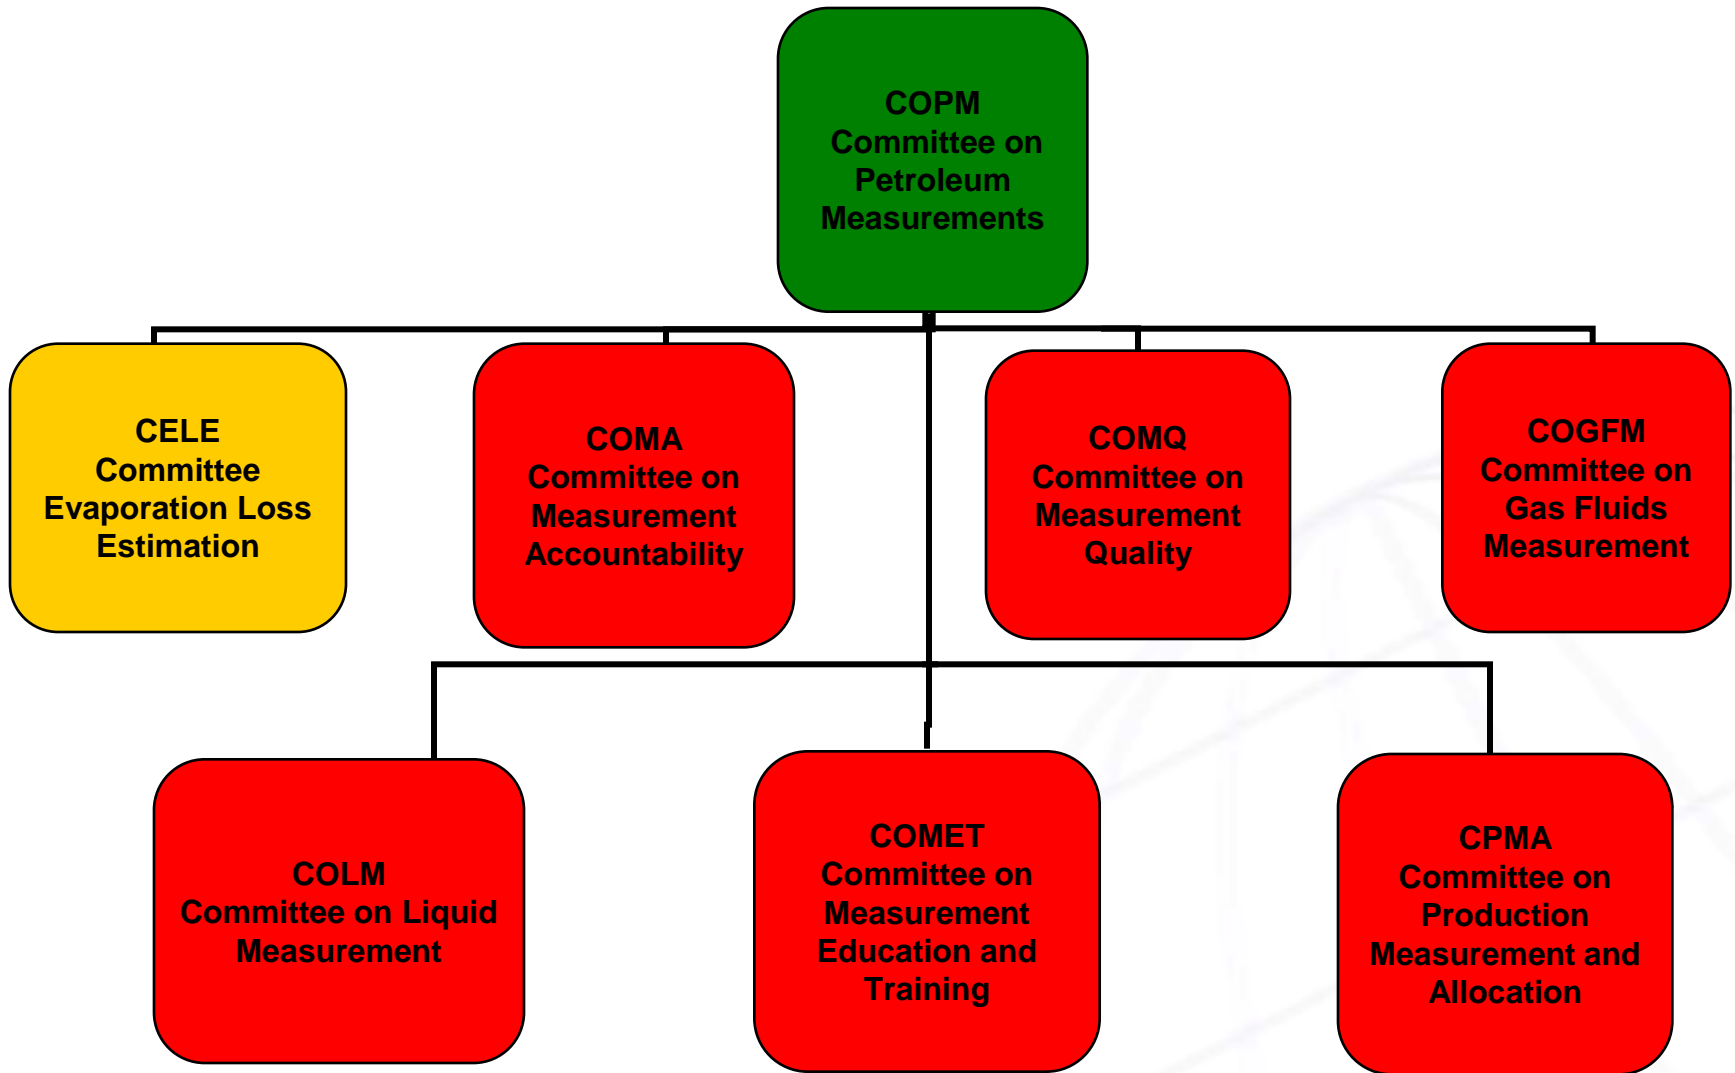 COPM
Committee on
Petroleum
Measurements
CELE
Committee
Evaporation Loss
Estimation
COMA
Committee on
Measurement
Accountability
COMQ
Committee on
Measurement
Quality
COGFM
Committee on
Gas Fluids
Measurement
COLM
Committee on Liquid
Measurement
COMET
Committee on
Measurement
Education and
Training
CPMA
Committee on
Production
Measurement and
Allocation